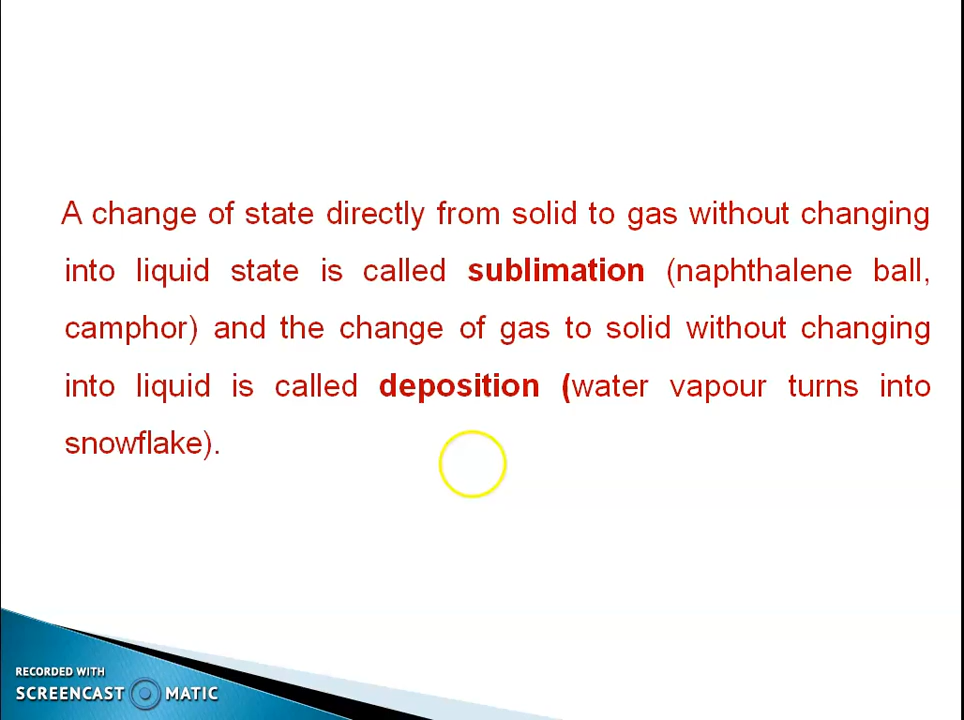 A change of state directly from solid to gas without changing
into liquid state is called sublimation (naphthalene ball,
camphor) and the change of gas to solid without changing
into liquid is called deposition (water vapour turns into
snowflake).
RECORDED WITH
SCREENCAST MATIC